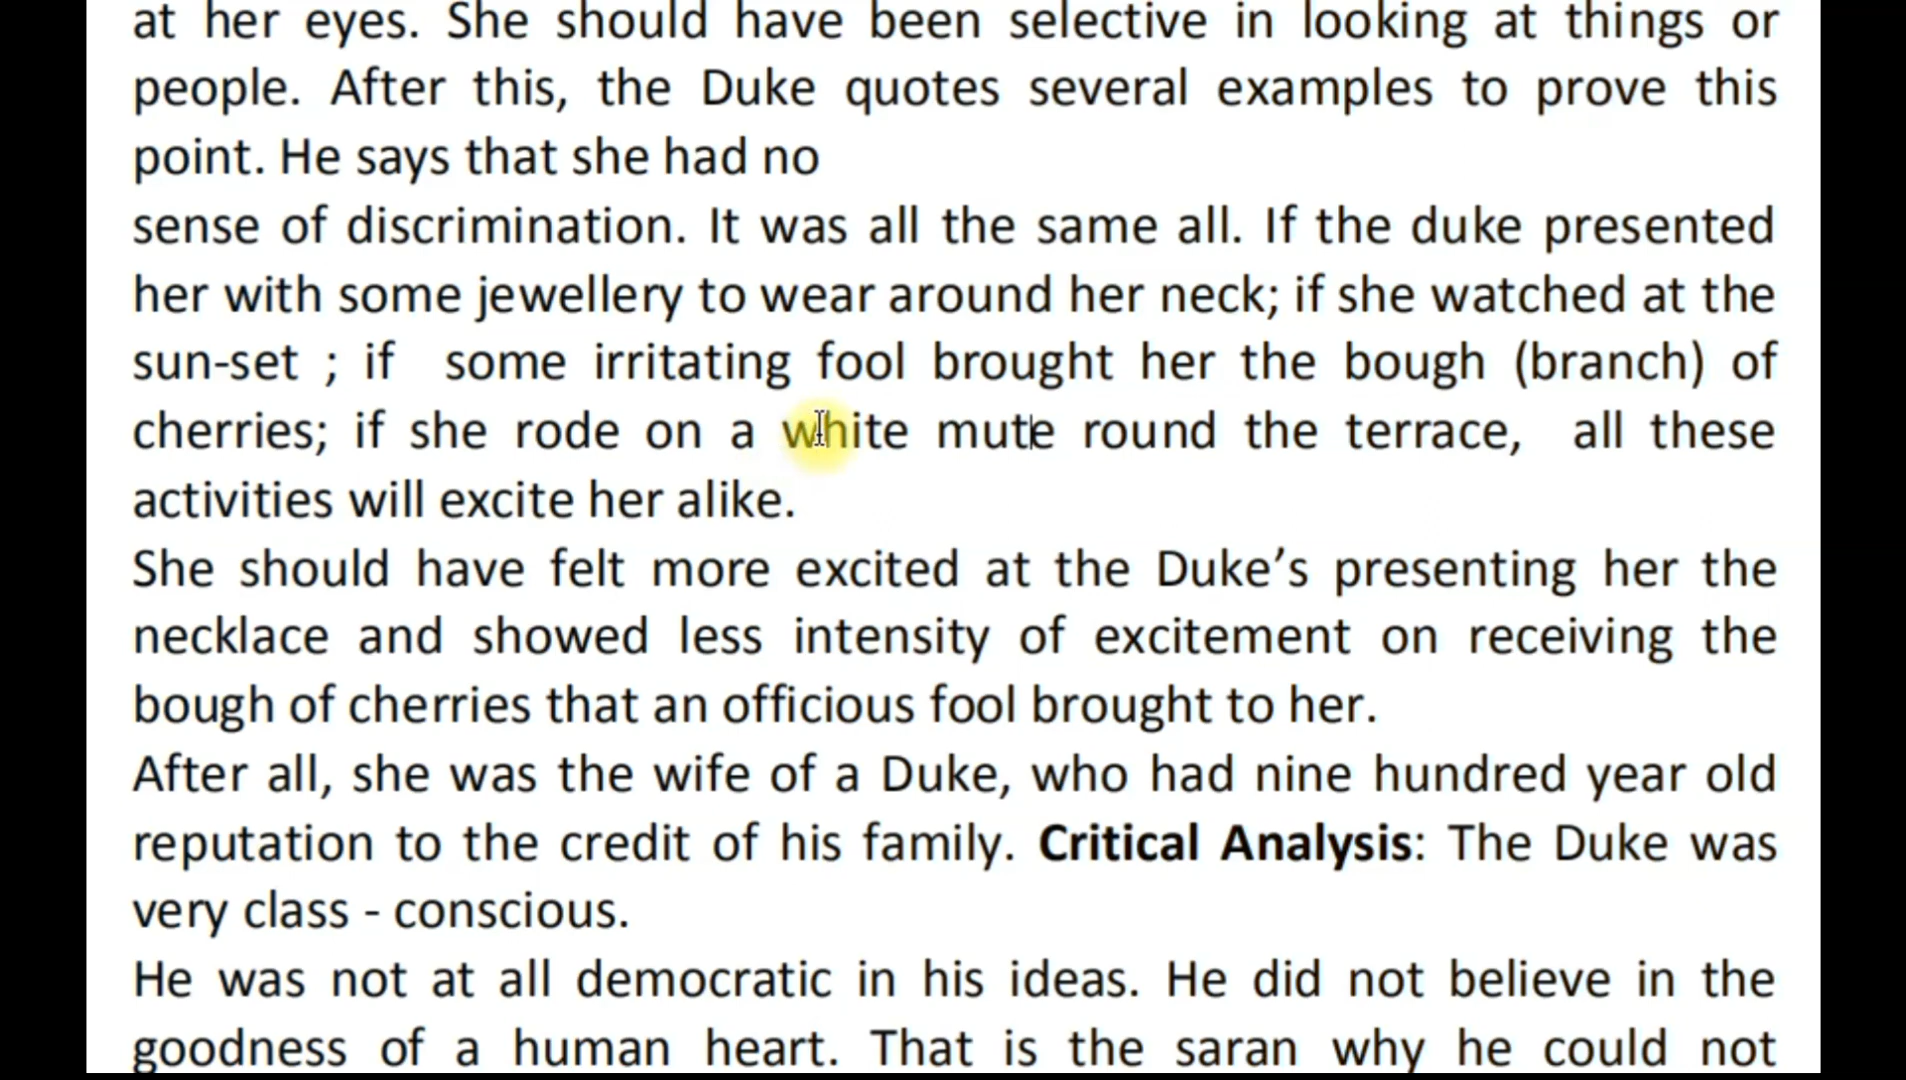 at her eyes. She should have been selective in looking at things or
people. After this, the Duke quotes several examples to prove this
point. He says that she had no
sense of discrimination. It was all the same all. If the duke presented
her with some jewellery to wear around her neck; if she watched at the
sun-set ; if some irritating fool brought her the bough (branch) of
cherries; if she rode on a white mute round the terrace, all these
activities will excite her alike.
She should have felt more excited at the Duke’s presenting her the
necklace and showed less intensity of excitement on receiving the
bough of cherries that an officious fool brought to her.
After all, she was the wife of a Duke, who had nine hundred year old
reputation to the credit of his family. Critical Analysis: The Duke was
very class - conscious.
He was not at all democratic in his ideas. He did not believe in the
goodness of a human heart. That is the saran why he could not